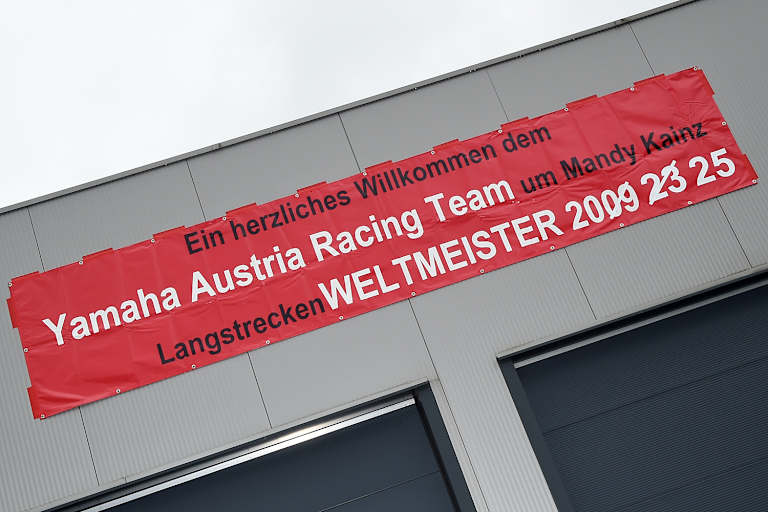 Ein herzliches Willkommen dem
Yamaha Austria Racing Team um Mandy Kainz
LangstreckenWELTMEISTER 2009 23 25